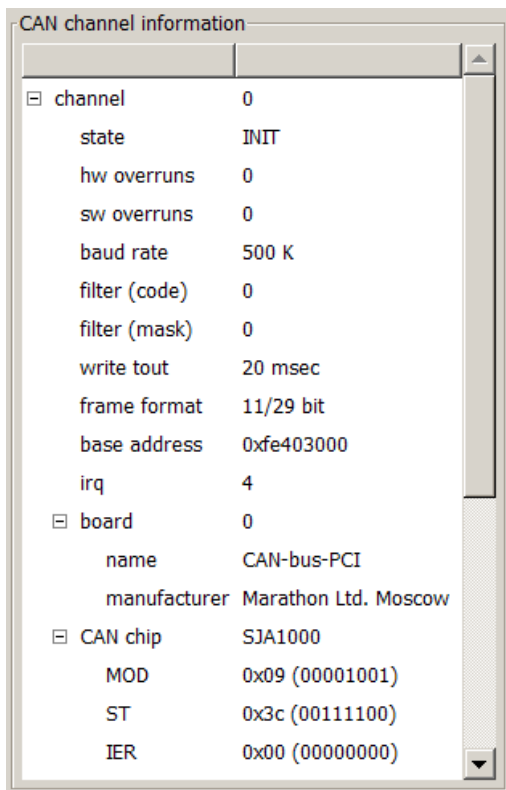 CAN channel information
channel 0
state INIT
hw overruns 0
sw overruns 0
baud rate 500 K
filter (code) 0
filter (mask) 0
write tout 20 msec
frame format 11/29 bit
base address 0xfe403000
irq 4
board 0
name CAN-bus-PCI
manufacturer Marathon Ltd. Moscow
CAN chip SJA1000
MOD 0x09 (00001001)
ST 0x3c (00111100)
IER 0x00 (00000000)